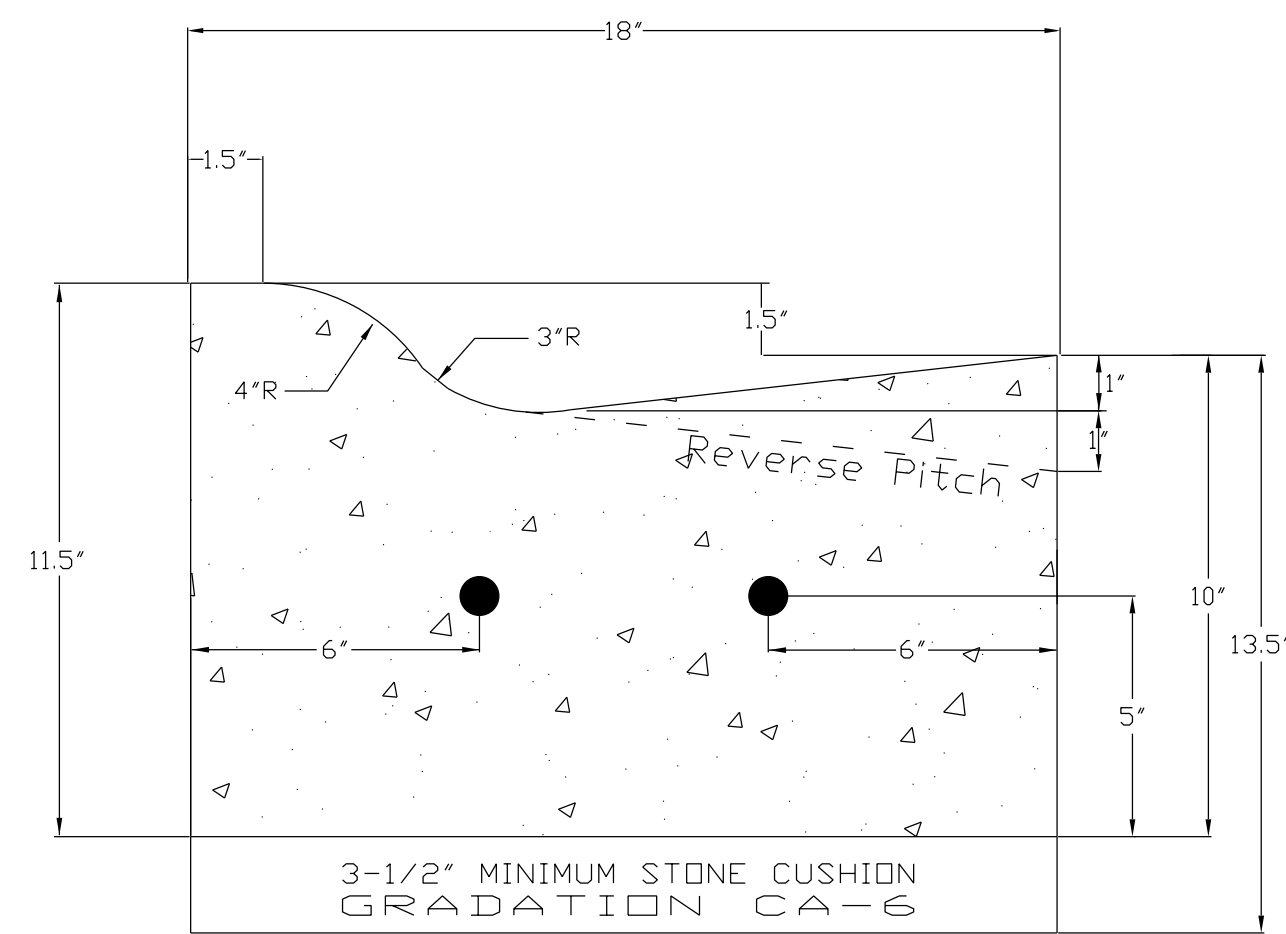 18"
1.5"
1.5"
3"R
4"R
1"
1"
Reverse Pitch
11.5"
10"
13.5"
6"
6"
5"
3-1/2" MINIMUM STONE CUSHION
GRADATION CA-6